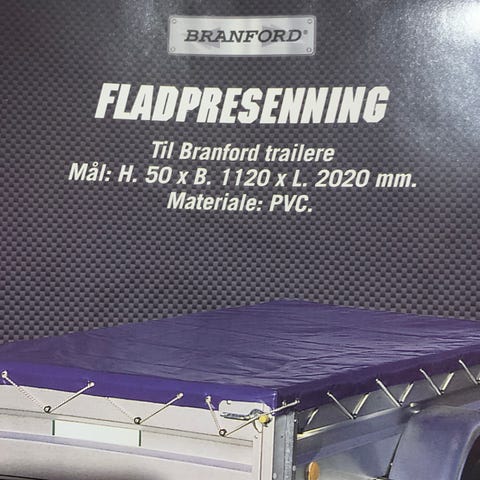 BRANFORD®
FLADPRESENNING
Til Branford trailere
Mål: H. 50 x B. 1120 x L. 2020 mm.
Materiale: PVC.